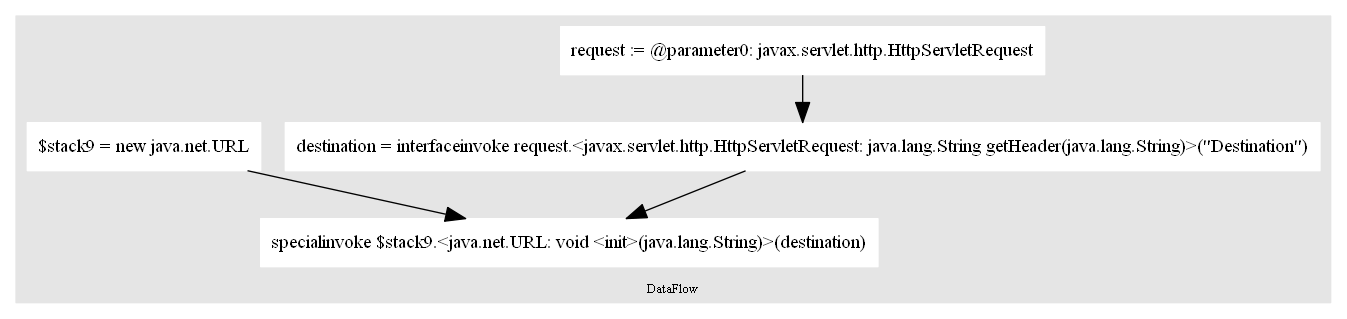 request := @parameter0: javax.servlet.http.HttpServletRequest
$stack9 = new java.net.URL
destination = interfaceinvoke request.<javax.servlet.http.HttpServletRequest: java.lang.String getHeader(java.lang.String)>("Destination")
specialinvoke $stack9.<java.net.URL: void <init>(java.lang.String)>(destination)
DataFlow